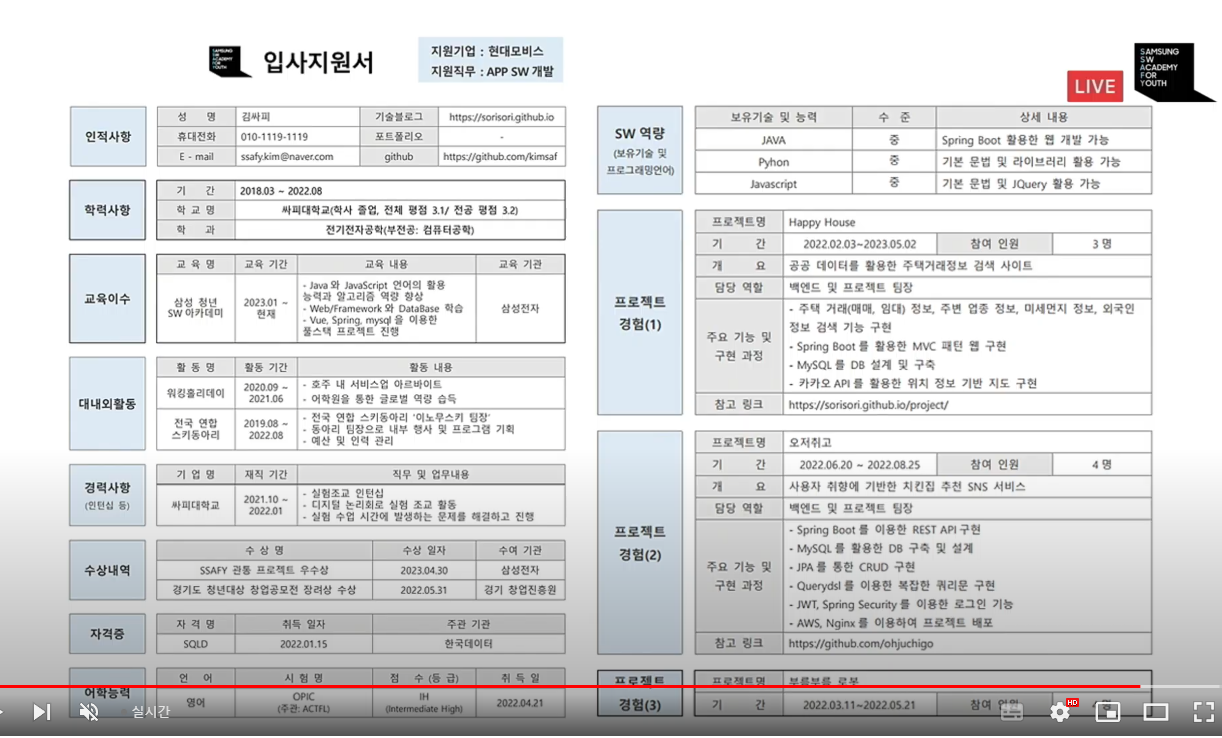 SAMSUNG
SW
ACADEMY
FOR
YOUTH
입사지원서
지원기업 : 현대모비스
지원직무 : APP SW 개발
LIVE
SAMSUNG
SW
ACADEMY
FOR
YOUTH
인적사항
성 명 김싸피 기술블로그 https://sorisori.github.io
휴대전화 010-1119-1119 포트폴리오 -
E - mail ssafy.kim@naver.com github https://github.com/kimsaf
학력사항
기 간 2018.03 ~ 2022.08
학 교 명 싸피대학교(학사 졸업, 전체 평점 3.1/ 전공 평점 3.2)
학 과 전기전자공학(부전공: 컴퓨터공학)
교육이수
교 육 명 교육 기간 교육 내용 교육 기관
삼성 청년
SW 아카데미
2023.01 ~
현재
- Java 와 JavaScript 언어의 활용
능력과 알고리즘 역량 향상
- Web/Framework 와 DataBase 학습
- Vue, Spring, mysql 을 이용한
풀스택 프로젝트 진행
삼성전자
대내외활동
활 동 명 활동 기간 활동 내용
워킹홀리데이
2020.09 ~
2021.06
- 호주 내 서비스업 아르바이트
- 어학원을 통한 글로벌 역량 습득
전국 연합
스키동아리
2019.08 ~
2022.08
- 전국 연합 스키동아리 '이노무스키 팀장'
- 동아리 팀장으로 내부 행사 및 프로그램 기획
- 예산 및 인력 관리
경력사항
(인턴십 등)
기 업 명 재직 기간 직무 및 업무내용
싸피대학교
2021.10 ~
2022.01
- 실험조교 인턴십
- 디지털 논리회로 실험 조교 활동
- 실험 수업 시간에 발생하는 문제를 해결하고 진행
수상내역
수 상 명 수상 일자 수여 기관
SSAFY 관통 프로젝트 우수상 2023.04.30 삼성전자
경기도 청년대상 창업공모전 장려상 수상 2022.05.31 경기 창업진흥원
자격증
자 격 명 취득 일자 주관 기관
SQLD 2022.01.15 한국데이터
어학능력
언 어 시 험 명 점 수 (등 급) 취 득 일
영어
OPIC
(주관: ACTFL)
IH
(Intermediate High)
2022.04.21
SW 역량
(보유기술 및
프로그래밍언어)
보유기술 및 능력 수 준 상세 내용
JAVA 중 Spring Boot 활용한 웹 개발 가능
Pyhon 중 기본 문법 및 라이브러리 활용 가능
Javascript 중 기본 문법 및 JQuery 활용 가능
프로젝트
경험(1)
프로젝트명 Happy House
기 간 2022.02.03~2023.05.02 참여 인원 3 명
개 요 공공 데이터를 활용한 주택거래정보 검색 사이트
담당 역할 백엔드 및 프로젝트 팀장
주요 기능 및
구현 과정
- 주택 거래(매매, 임대) 정보, 주변 업종 정보, 미세먼지 정보, 외국인
정보 검색 기능 구현
- Spring Boot 를 활용한 MVC 패턴 웹 구현
- MySQL 를 DB 설계 및 구축
- 카카오 API 를 활용한 위치 정보 기반 지도 구현
참고 링크 https://sorisori.github.io/project/
프로젝트
경험(2)
프로젝트명 오저취고
기 간 2022.06.20 ~ 2022.08.25 참여 인원 4 명
개 요 사용자 취향에 기반한 치킨집 추천 SNS 서비스
담당 역할 백엔드 및 프로젝트 팀장
주요 기능 및
구현 과정
- Spring Boot 를 이용한 REST API 구현
- MySQL 를 활용한 DB 구축 및 설계
- JPA 를 통한 CRUD 구현
- Querydsl 를 이용한 복잡한 쿼리문 구현
- JWT, Spring Security 를 이용한 로그인 기능
- AWS, Nginx 를 이용하여 프로젝트 배포
참고 링크 https://github.com/ohjuchigo
프로젝트
경험(3)
프로젝트명 부릉부릉 로봇
기 간 2022.03.11~2022.05.21 참여 인원
실시간
HD